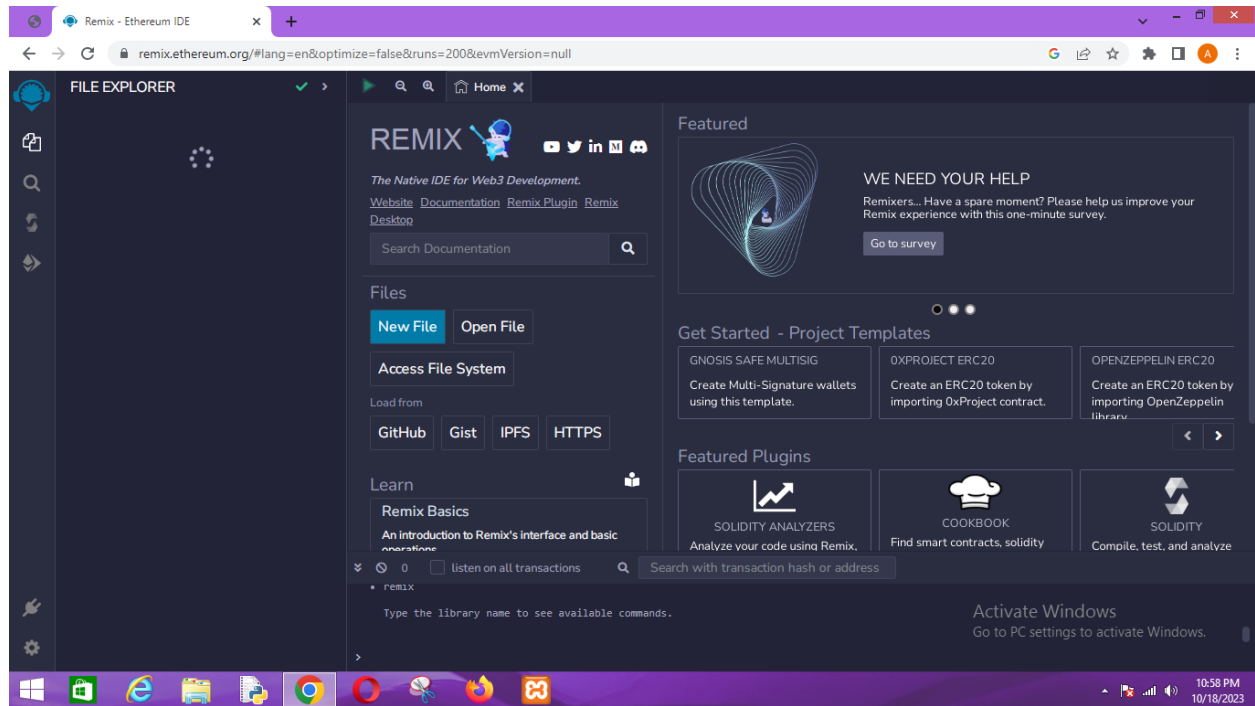 Remix - Ethereum IDE
remix.ethereum.org/#lang=en&optimize=false&runs=200&evmVersion=null
A
FILE EXPLORER
Home
REMIX
The Native IDE for Web3 Development.
Website Documentation Remix Plugin Remix
Desktop
Search Documentation
Files
New File Open File
Access File System
Load from
GitHub Gist IPFS HTTPS
Learn
Remix Basics
An introduction to Remix's interface and basic
operations
Featured
WE NEED YOUR HELP
Remixers... Have a spare moment? Please help us improve your
Remix experience with this one-minute
survey.
Go to survey
Get Started - Project Templates
GNOSIS SAFE MULTISIG
Create Multi-Signature wallets
using this template.
0XPROJECT ERC20
Create an ERC20 token by
importing 0xProject contract.
OPENZEPPELIN ERC20
Create an ERC20 token by
importing OpenZeppelin
library
Featured Plugins
SOLIDITY ANALYZERS
Analyze your code using Remix,
COOKBOOK
Find smart contracts, solidity
SOLIDITY
Compile, test, and analyze
0 listen on all transactions Search with transaction hash or address
• remix
Type the library name to see available commands.
>
Activate Windows
Go to PC settings to activate Windows.
10:58 PM
10/18/2023